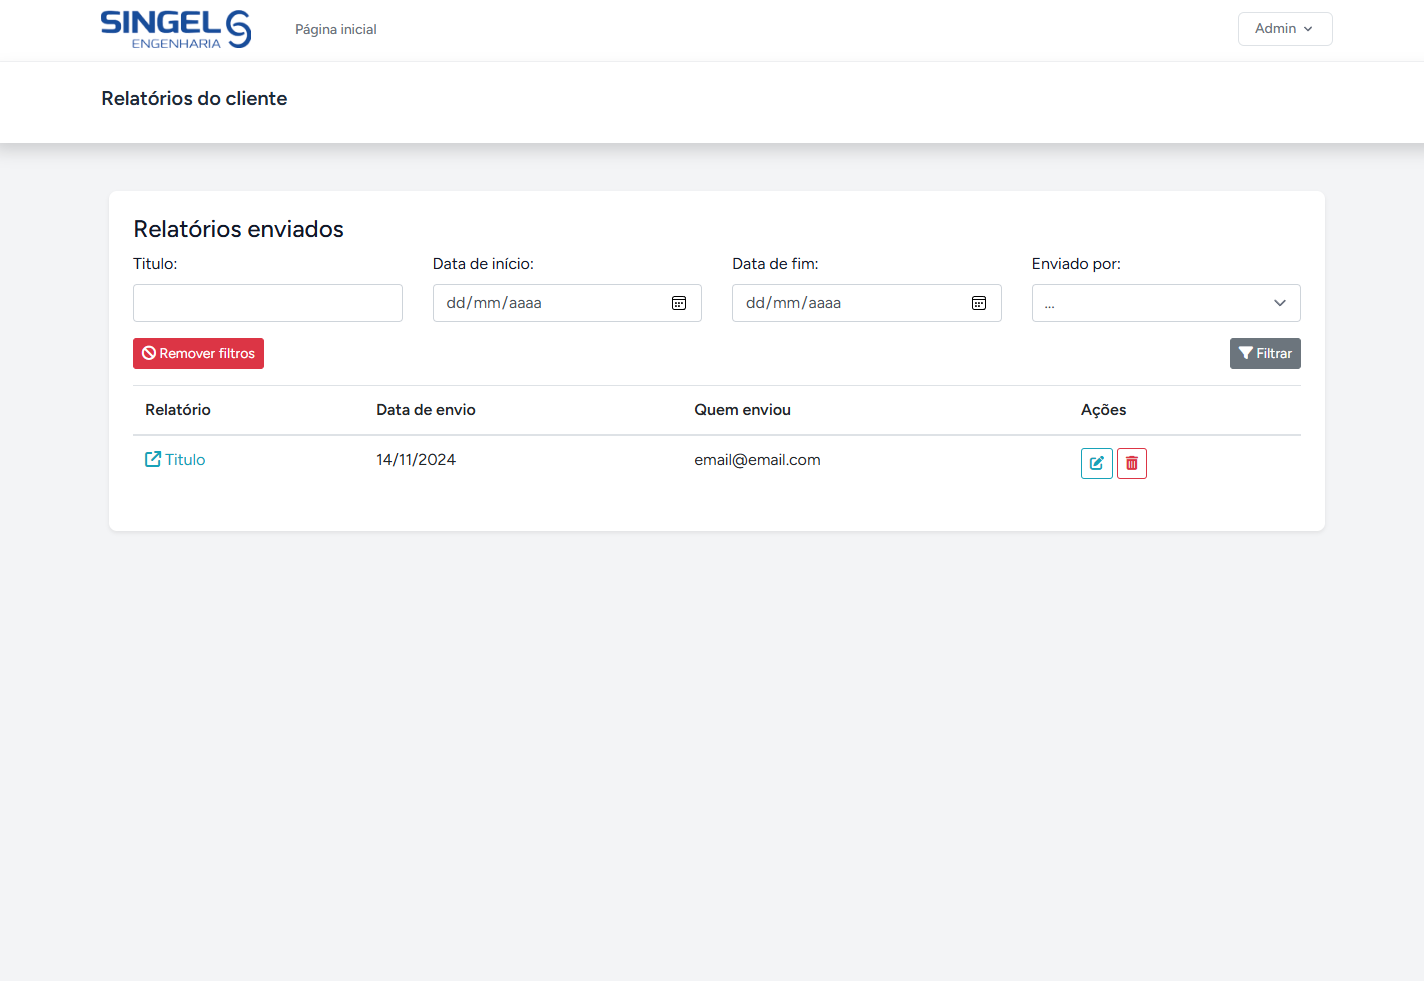 SINGEL
ENGENHARIA
Página inicial
Admin
Relatórios do cliente
Relatórios enviados
Titulo: Data de início: Data de fim: Enviado por:
dd/mm/aaaa dd/mm/aaaa ...
Remover filtros Filtrar
Relatório Data de envio Quem enviou Ações
Titulo 14/11/2024 email@email.com